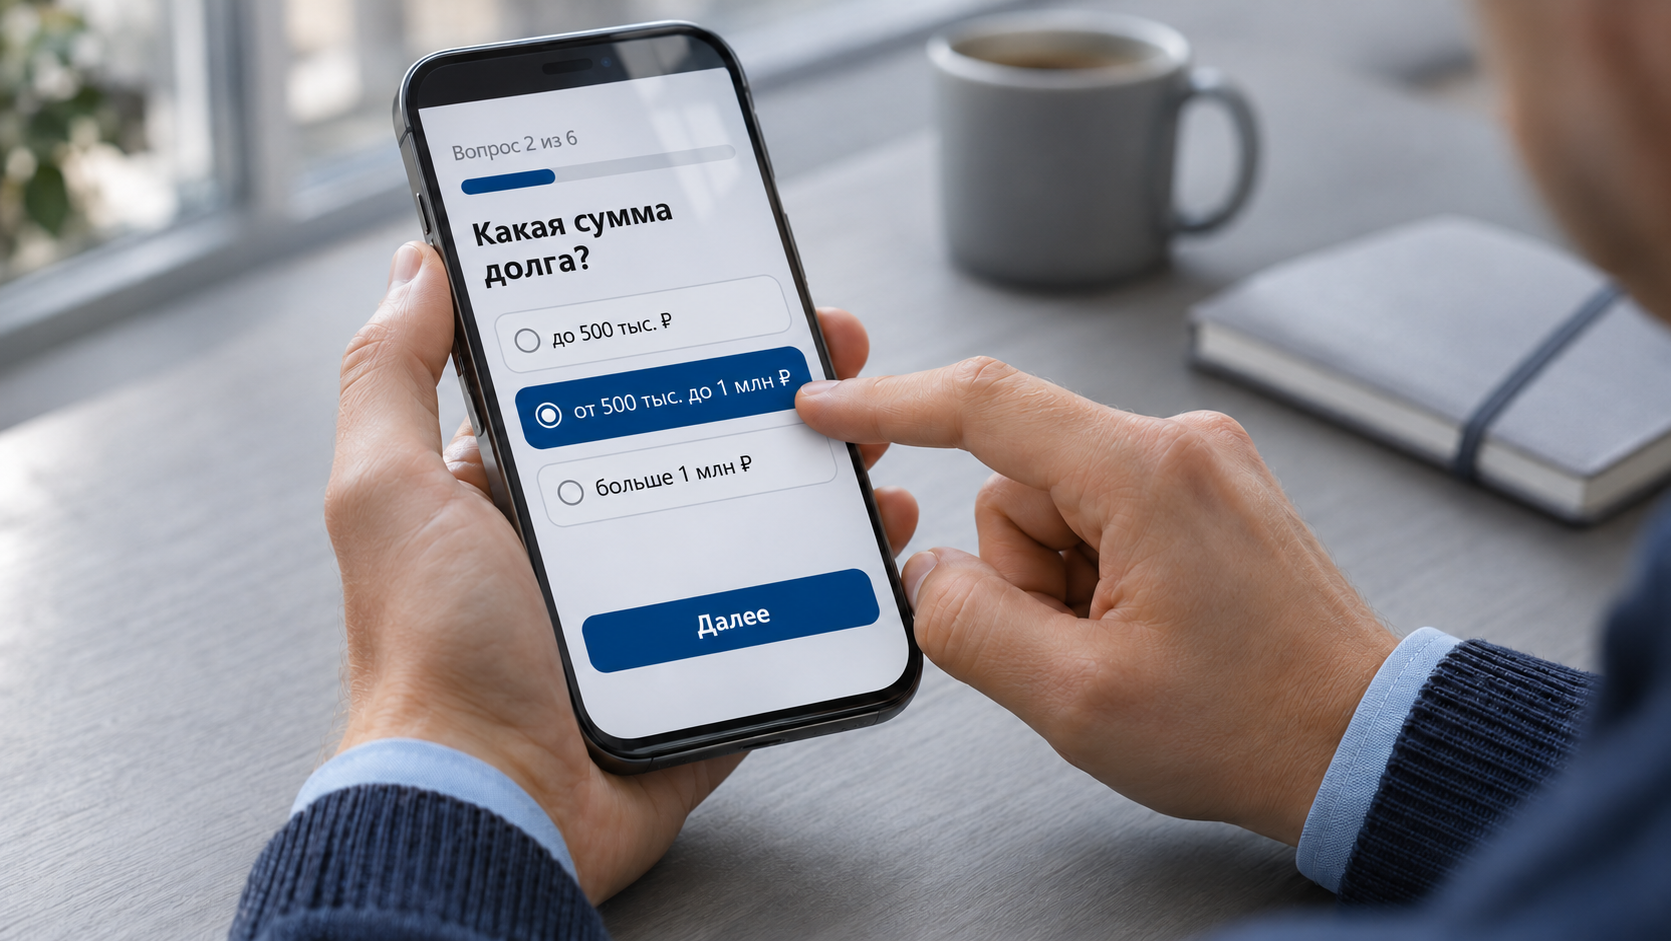 Вопрос 2 из 6
Какая сумма
долга?
до 500 тыс. ₽
от 500 тыс. до 1 млн ₽
больше 1 млн ₽
Далее